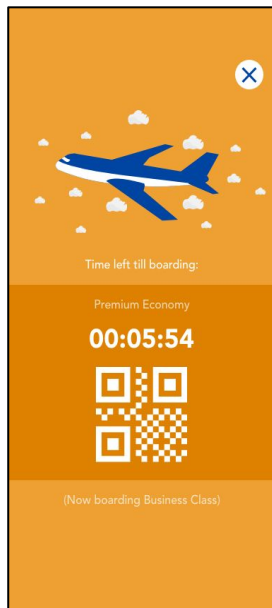 Time left till boarding:
Premium Economy
00:05:54
(Now boarding Business Class)